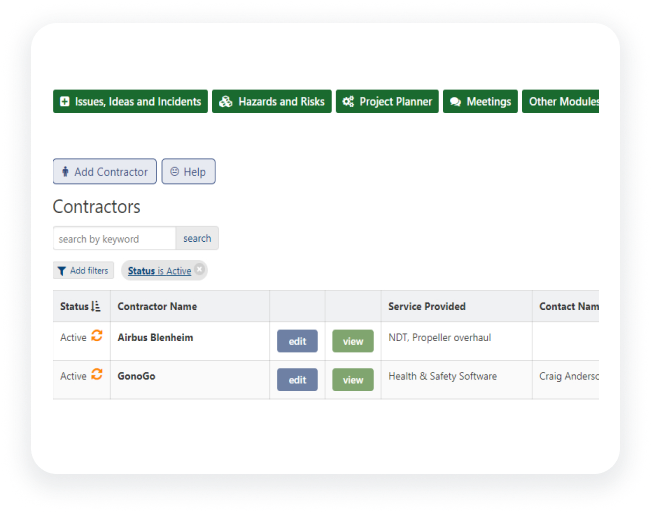 Issues, Ideas and Incidents Hazards and Risks Project Planner Meetings Other Modules
Add Contractor Help
Contractors
search by keyword search
Add filters Status is Active
Status Contractor Name Service Provided Contact Nam
Active Airbus Blenheim edit view NDT, Propeller overhaul
Active GonoGo edit view Health & Safety Software Craig Anderso